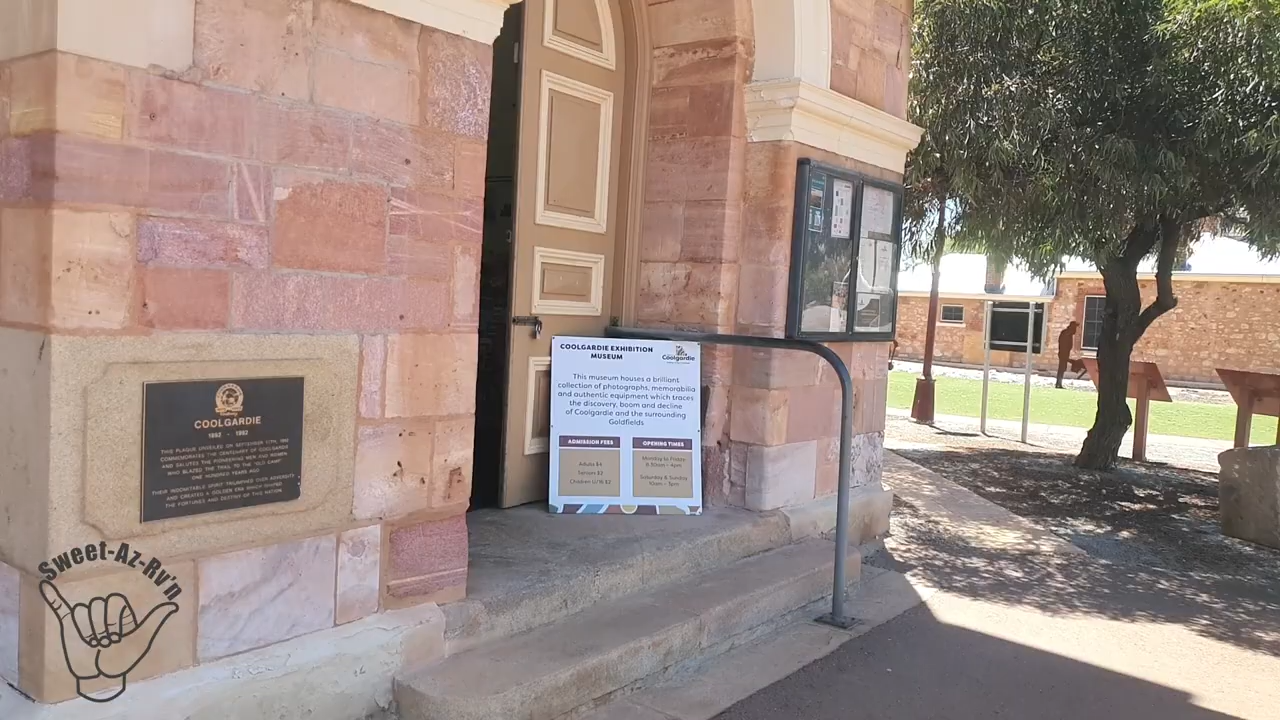 COOLGARDIE
1892 - 1992
THIS PLAQUE UNVEILED ON SEPTEMBER 17TH, 1992
COMMEMORATES THE CENTENARY OF COOLGARDIE
AND SALUTES THE PIONEERING MEN AND WOMEN
WHO BLAZED THE TRAIL TO THE "OLD CAMP"
ONE HUNDRED YEARS AGO
THEIR INDOMITABLE SPIRIT TRIUMPHED OVER ADVERSITY
AND CREATED A GOLDEN ERA WHICH SHAPED
THE FORTUNES AND DESTINY OF THIS NATION
COOLGARDIE EXHIBITION
MUSEUM
Coolgardie
This museum houses a brilliant
collection of photographs, memorabilia
and authentic equipment which traces
the discovery, boom and decline
of Coolgardie and the surrounding
Goldfields
ADMISSION FEES
Adults $4
Seniors $3
Children U/16 $2
OPENING TIMES
Monday to Friday
8.30am - 4pm
Saturday & Sunday
10am - 3pm
Sweet-Az-Rv'n